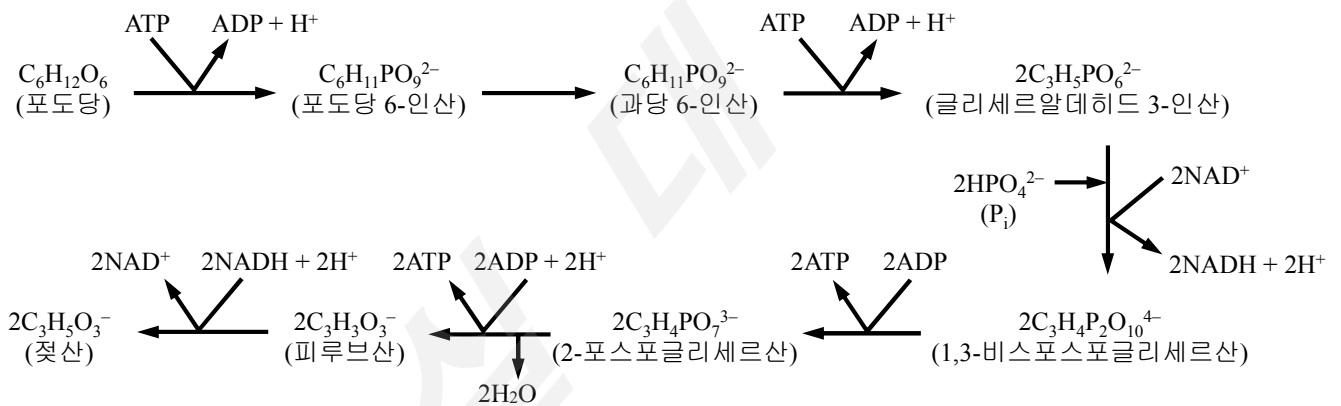 ATP ADP + H⁺ ATP ADP + H⁺
C₆H₁₂O₆ C₆H₁₁PO₉²⁻ C₆H₁₁PO₉²⁻ 2C₃H₅PO₆²⁻
(포도당) (포도당 6-인산) (과당 6-인산) (글리세르알데히드 3-인산)
2HPO₄²⁻ 2NAD⁺
(Pᵢ)
2NADH + 2H⁺
2NAD⁺ 2NADH + 2H⁺ 2ATP 2ADP + 2H⁺ 2ATP 2ADP
2C₃H₅O₃⁻ 2C₃H₃O₃⁻ 2C₃H₄PO₇³⁻ 2C₃H₄P₂O₁₀⁴⁻
(젖산) (피루브산) (2-포스포글리세르산) (1,3-비스포스포글리세르산)
2H₂O